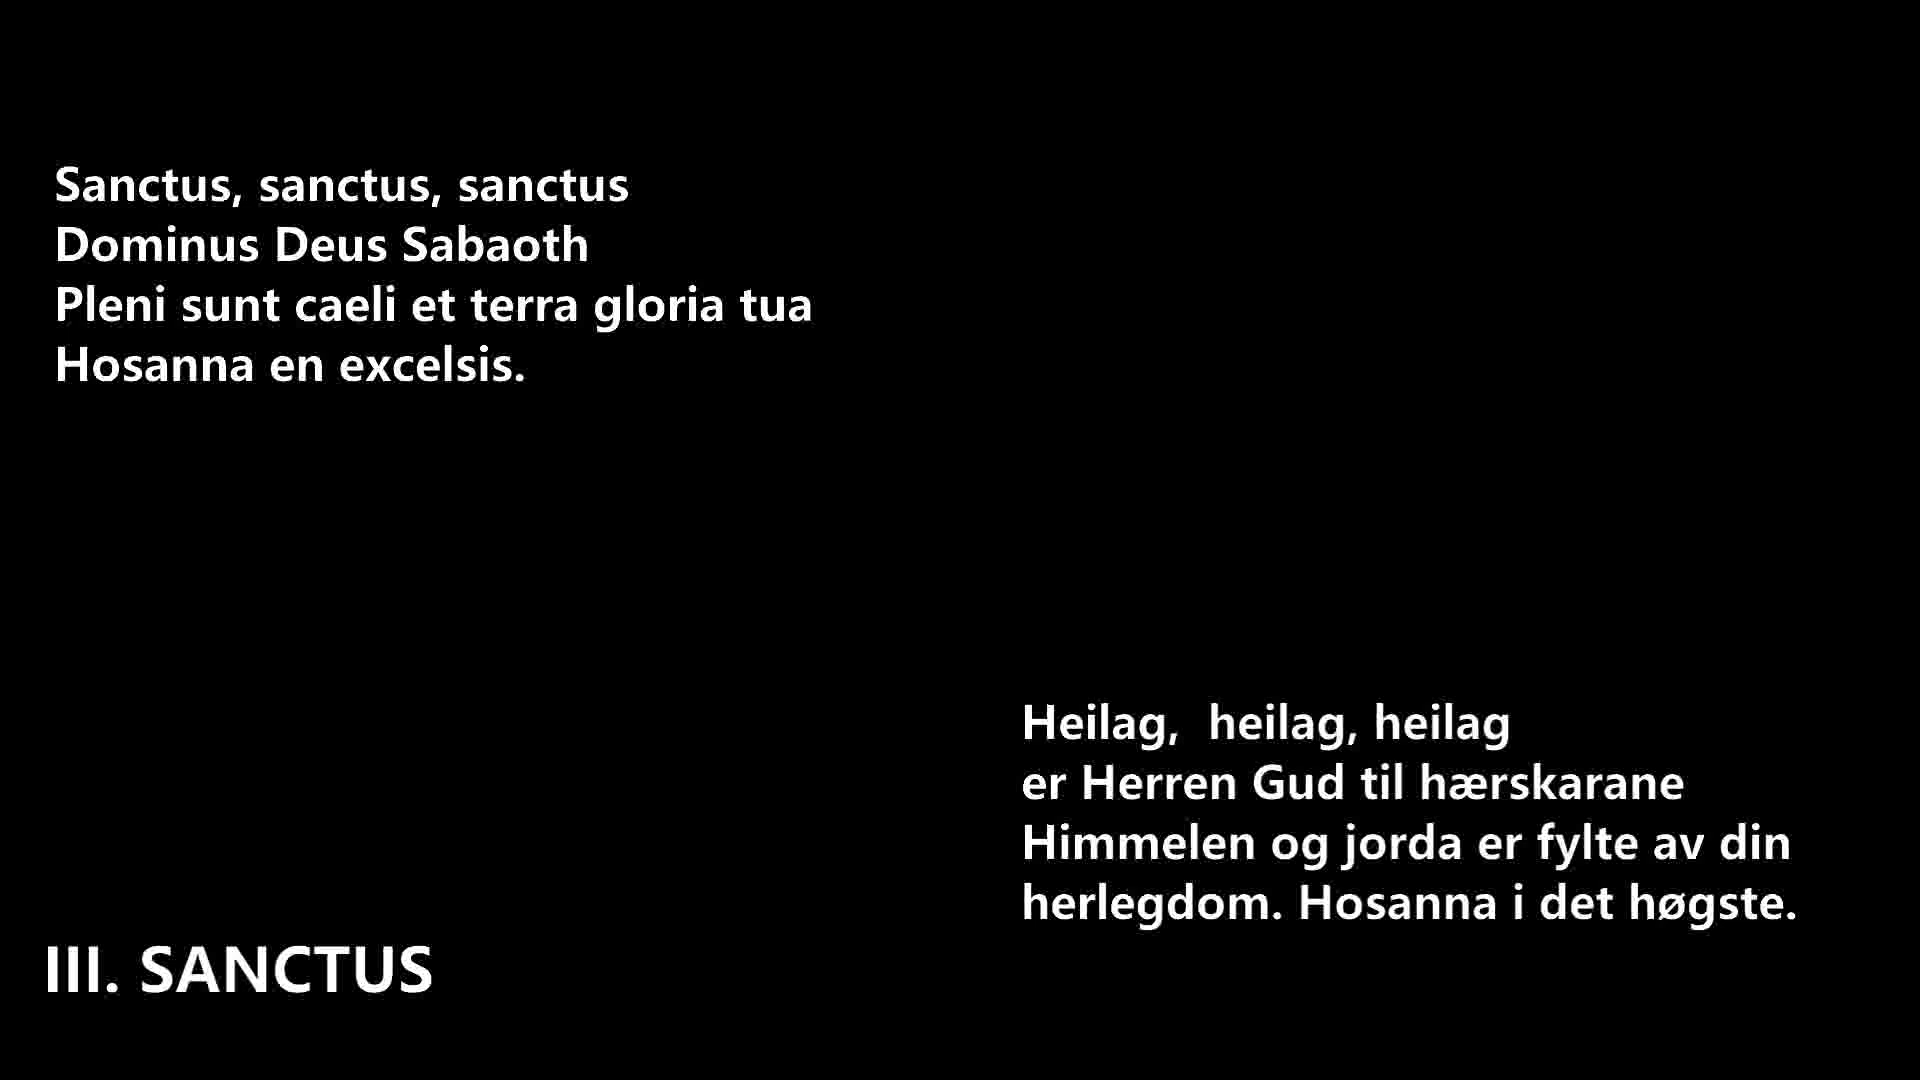 Sanctus, sanctus, sanctus
Dominus Deus Sabaoth
Pleni sunt caeli et terra gloria tua
Hosanna en excelsis.
Heilag,  heilag, heilag
er Herren Gud til hærskarane
Himmelen og jorda er fylte av din
herlegdom. Hosanna i det høgste.
III. SANCTUS